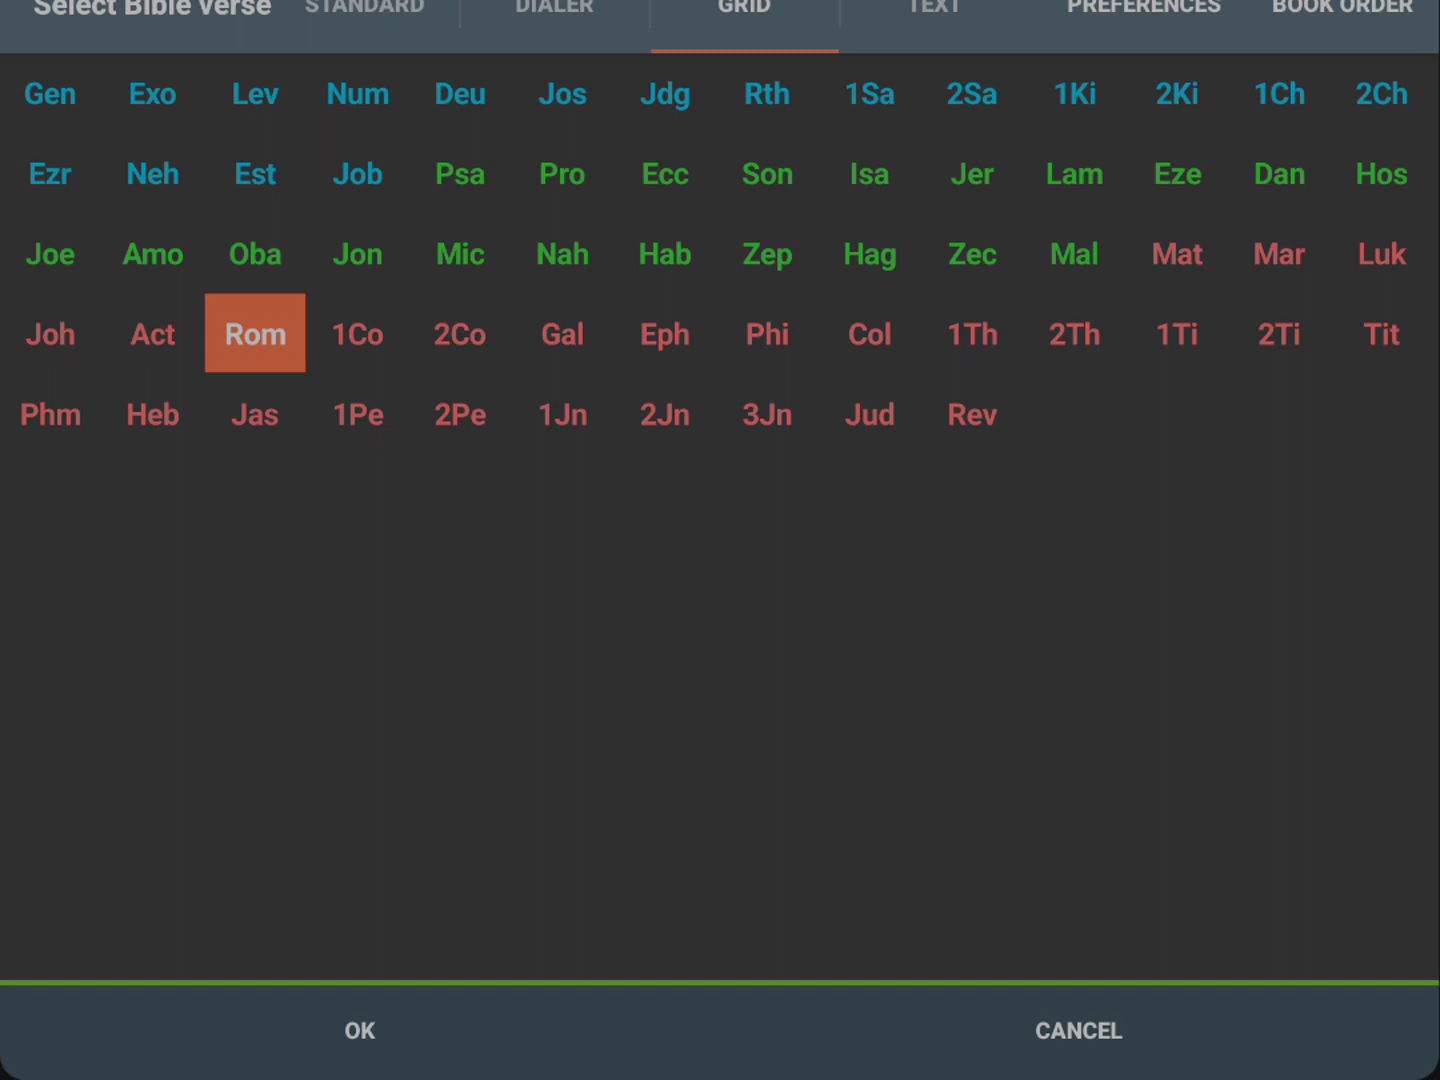 Select Bible Verse STANDARD DIALER GRID TEXT PREFERENCES BOOK ORDER
Gen Exo Lev Num Deu Jos Jdg Rth 1Sa 2Sa 1Ki 2Ki 1Ch 2Ch
Ezr Neh Est Job Psa Pro Ecc Son Isa Jer Lam Eze Dan Hos
Joe Amo Oba Jon Mic Nah Hab Zep Hag Zec Mal Mat Mar Luk
Joh Act Rom 1Co 2Co Gal Eph Phi Col 1Th 2Th 1Ti 2Ti Tit
Phm Heb Jas 1Pe 2Pe 1Jn 2Jn 3Jn Jud Rev
OK CANCEL